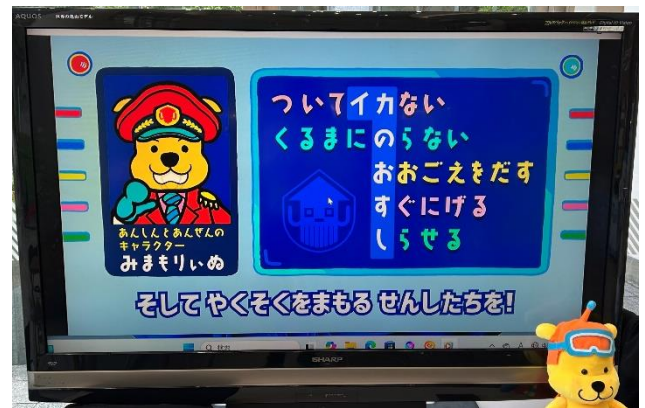 AQUOS
ついてイカない
くるまにのらない
おおごえをだす
すぐにげる
しらせる
あんしんとあんぜんの
キャラクター
みまもりぃぬ
そして やくそくをまもる せんしたちを!
SHARP